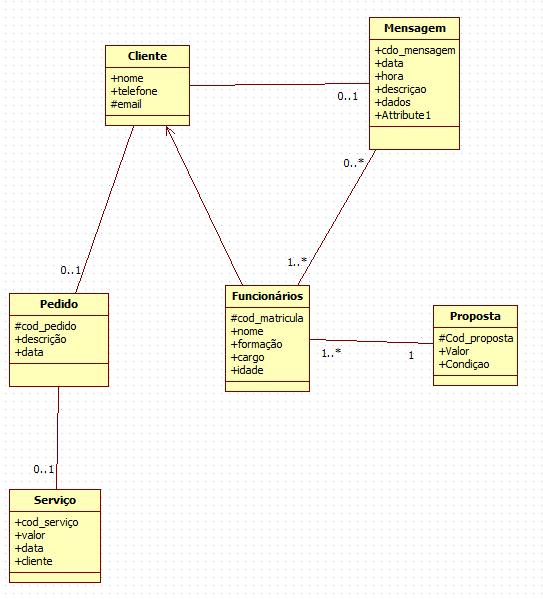 Mensagem
+cdo_mensagem
+data
+hora
+descriçao
+dados
+Attribute1
Cliente
+nome
+telefone
#email
0..1
0..*
0..1
1..*
Pedido
#cod_pedido
+descrição
+data
Funcionários
#cod_matricula
+nome
+formação
+cargo
+idade
1..*
1
Proposta
#Cod_proposta
+Valor
+Condiçao
0..1
Serviço
+cod_serviço
+valor
+data
+cliente